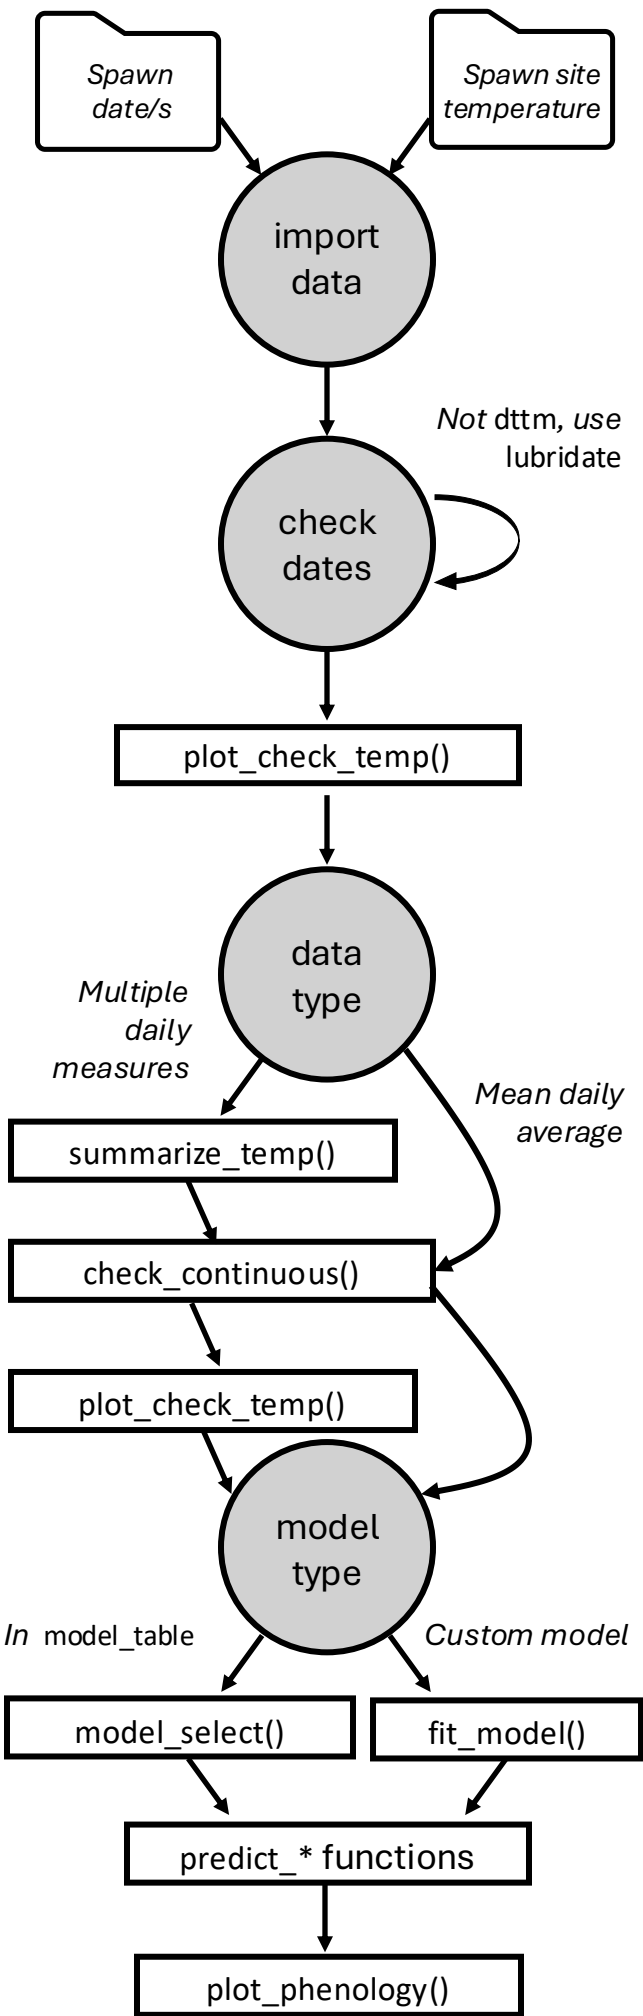 Spawn
date/s
Spawn site
temperature
import
data
Not dttm, use
lubridate
check
dates
plot_check_temp()
data
type
Multiple
daily
measures
Mean daily
average
summarize_temp()
check_continuous()
plot_check_temp()
model
type
In model_table
Custom model
model_select()
fit_model()
predict_* functions
plot_phenology()